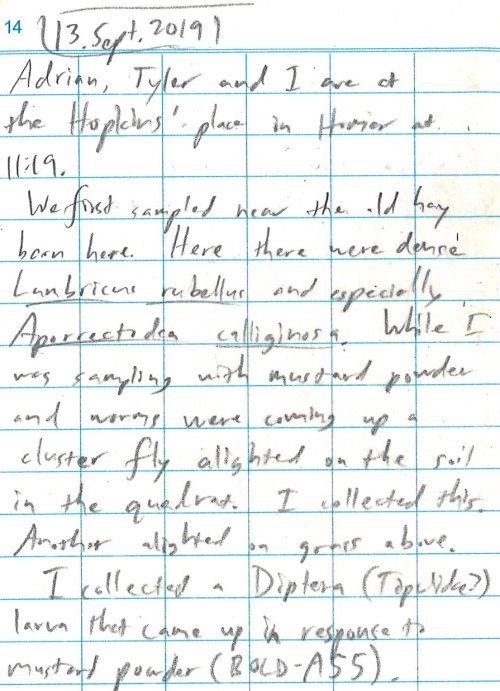 14 (13. Sept. 2019)
Adrian, Tyler and I are at
the Hopkins' place in Homer at
11:19.
We first sampled near the old hay
barn here. Here there were dense
Lumbricus rubellus and especially
Aporrectodea calliginosa. While I
was sampling with mustard powder
and worms were coming up a
cluster fly alighted on the soil
in the quadrat. I collected this.
Another alighted on grass above.
I collected a Diptera (Tipulidae?)
larva that came up in response to
mustard powder (BOLD-A55).